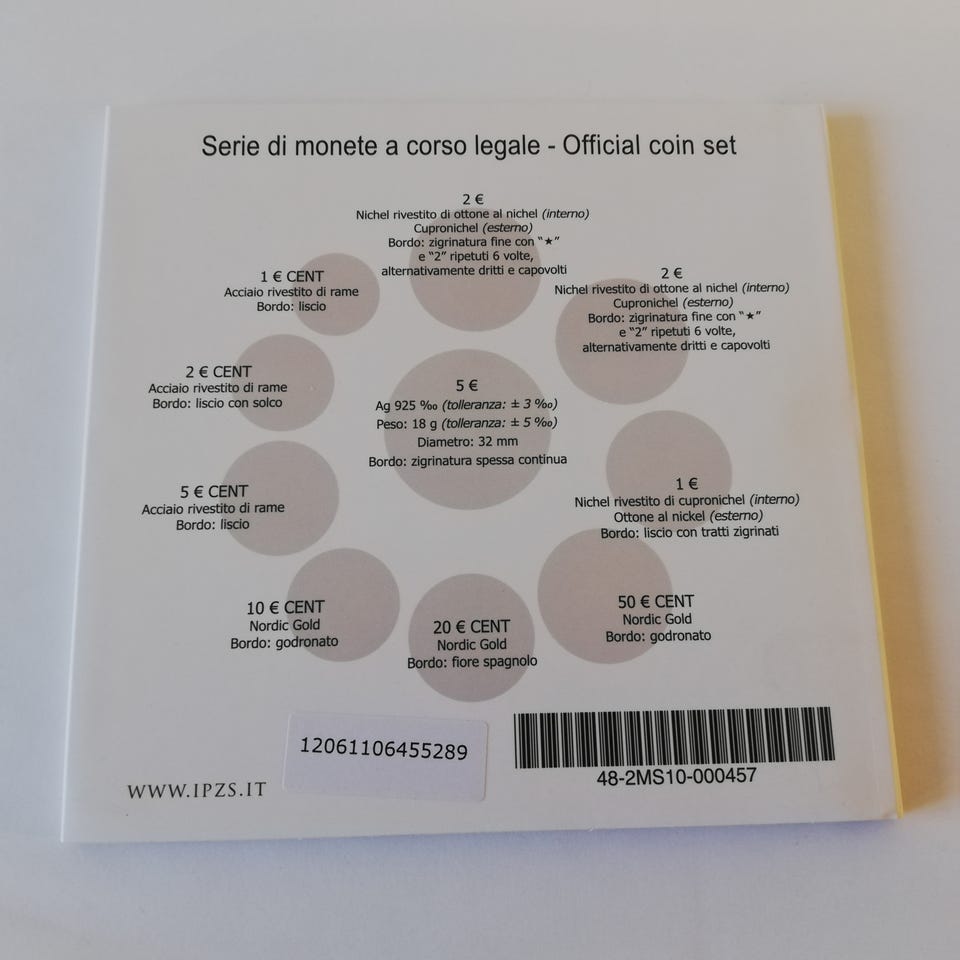 Serie di monete a corso legale - Official coin set
2 €
Nichel rivestito di ottone al nichel (interno)
Cupronichel (esterno)
Bordo: zigrinatura fine con "★"
e "2" ripetuti 6 volte,
alternativamente dritti e capovolti
2 €
Nichel rivestito di ottone al nichel (interno)
Cupronichel (esterno)
Bordo: zigrinatura fine con "★"
e "2" ripetuti 6 volte,
alternativamente dritti e capovolti
1 € CENT
Acciaio rivestito di rame
Bordo: liscio
2 € CENT
Acciaio rivestito di rame
Bordo: liscio con solco
5 €
Ag 925 ‰ (tolleranza: ± 3 ‰)
Peso: 18 g (tolleranza: ± 5 ‰)
Diametro: 32 mm
Bordo: zigrinatura spessa continua
5 € CENT
Acciaio rivestito di rame
Bordo: liscio
1 €
Nichel rivestito di cupronichel (interno)
Ottone al nickel (esterno)
Bordo: liscio con tratti zigrinati
10 € CENT
Nordic Gold
Bordo: godronato
20 € CENT
Nordic Gold
Bordo: fiore spagnolo
50 € CENT
Nordic Gold
Bordo: godronato
12061106455289
48-2MS10-000457
WWW.IPZS.IT